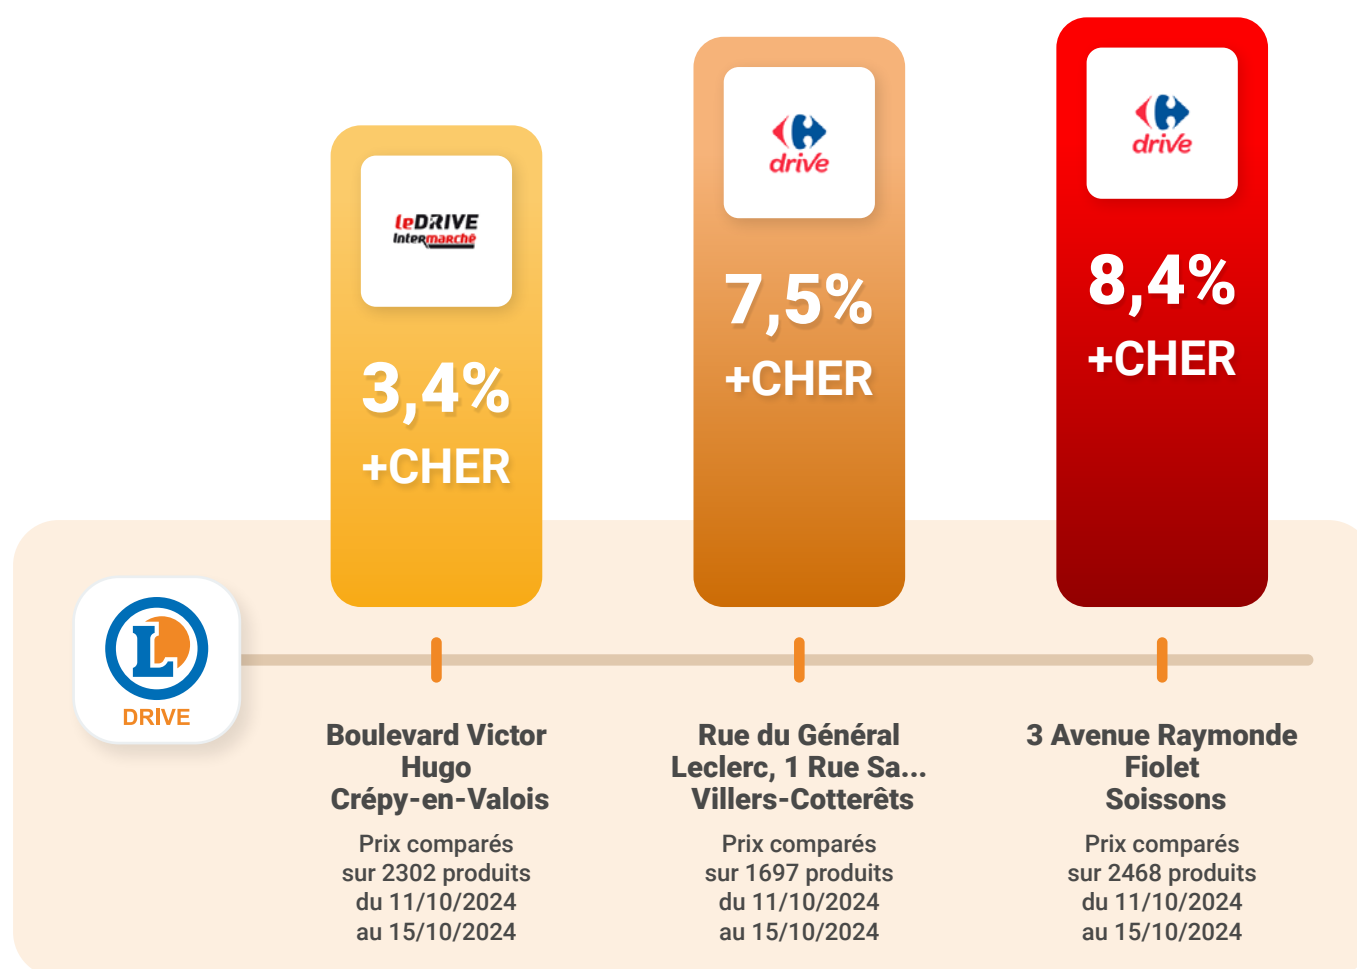 leDRIVE
Intermarché
3,4%
+CHER
drive
7,5%
+CHER
drive
8,4%
+CHER
L
DRIVE
Boulevard Victor
Hugo
Crépy-en-Valois
Prix comparés
sur 2302 produits
du 11/10/2024
au 15/10/2024
Rue du Général
Leclerc, 1 Rue Sa...
Villers-Cotterêts
Prix comparés
sur 1697 produits
du 11/10/2024
au 15/10/2024
3 Avenue Raymonde
Fiolet
Soissons
Prix comparés
sur 2468 produits
du 11/10/2024
au 15/10/2024